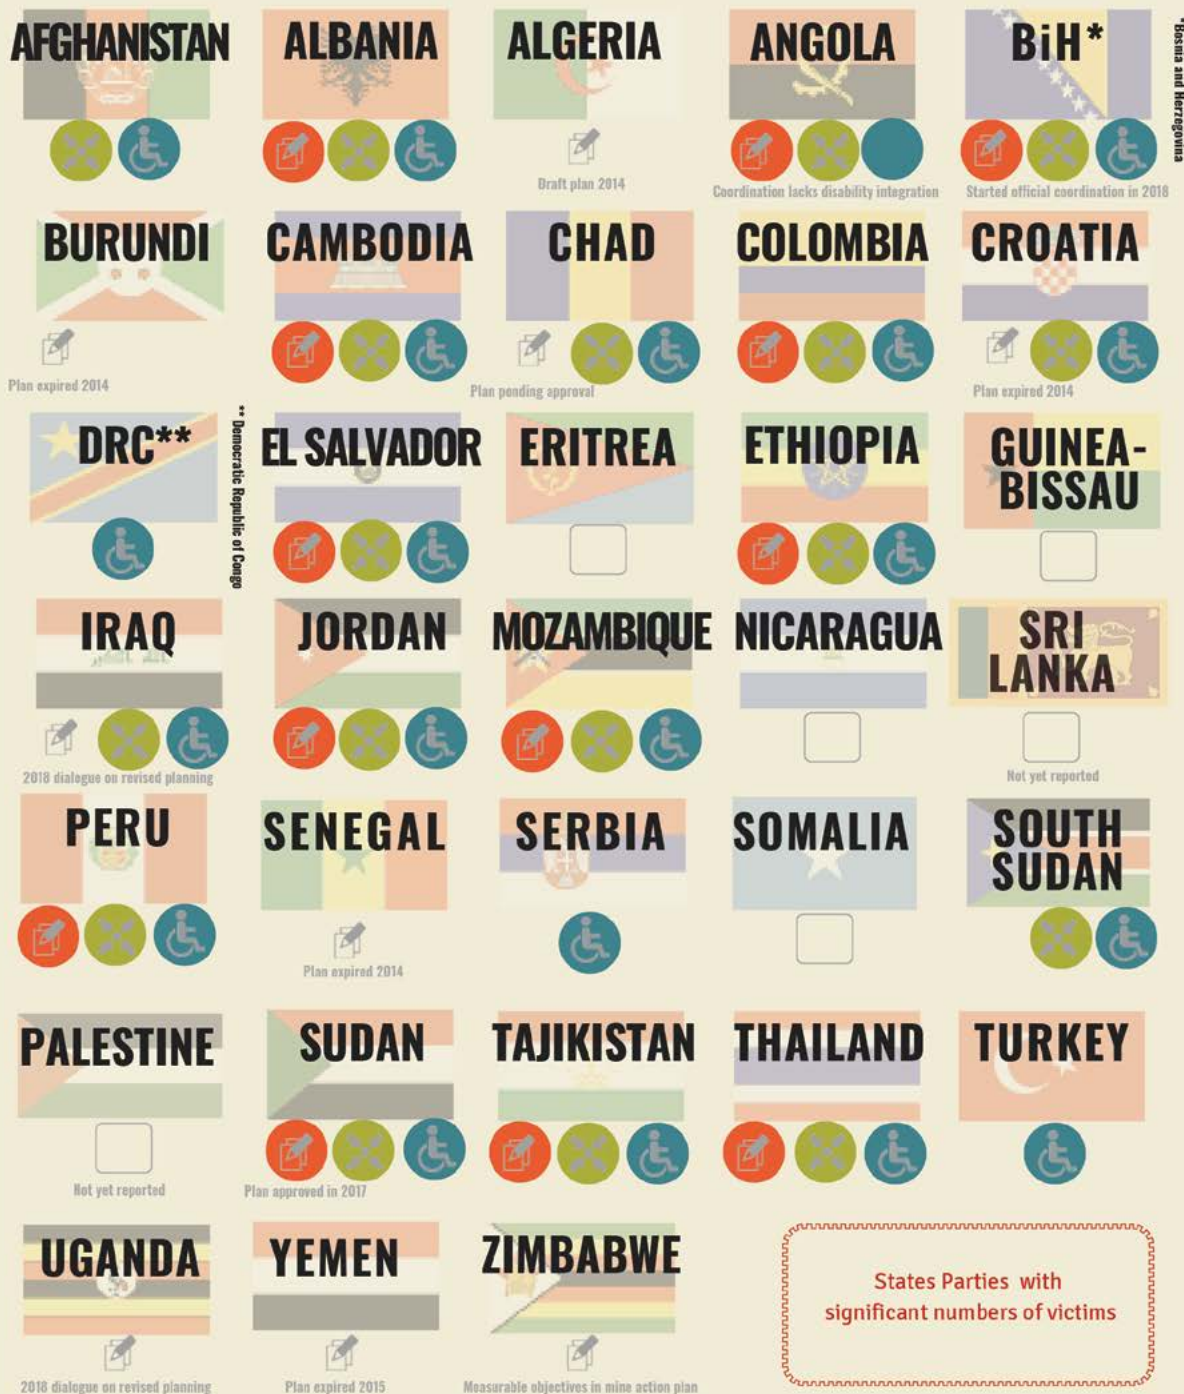 AFGHANISTAN
ALBANIA
ALGERIA
Draft plan 2014
ANGOLA
Coordination lacks disability integration
BiH*
Started official coordination in 2018
*Bosnia and Herzegovina
BURUNDI
Plan expired 2014
CAMBODIA
CHAD
Plan pending approval
COLOMBIA
CROATIA
Plan expired 2014
DRC**
** Democratic Republic of Congo
EL SALVADOR
ERITREA
ETHIOPIA
GUINEA-
BISSAU
IRAQ
2018 dialogue on revised planning
JORDAN
MOZAMBIQUE
NICARAGUA
SRI
LANKA
Not yet reported
PERU
SENEGAL
Plan expired 2014
SERBIA
SOMALIA
SOUTH
SUDAN
PALESTINE
Not yet reported
SUDAN
Plan approved in 2017
TAJIKISTAN
THAILAND
TURKEY
UGANDA
2018 dialogue on revised planning
YEMEN
Plan expired 2015
ZIMBABWE
Measurable objectives in mine action plan
States Parties with
significant numbers of victims